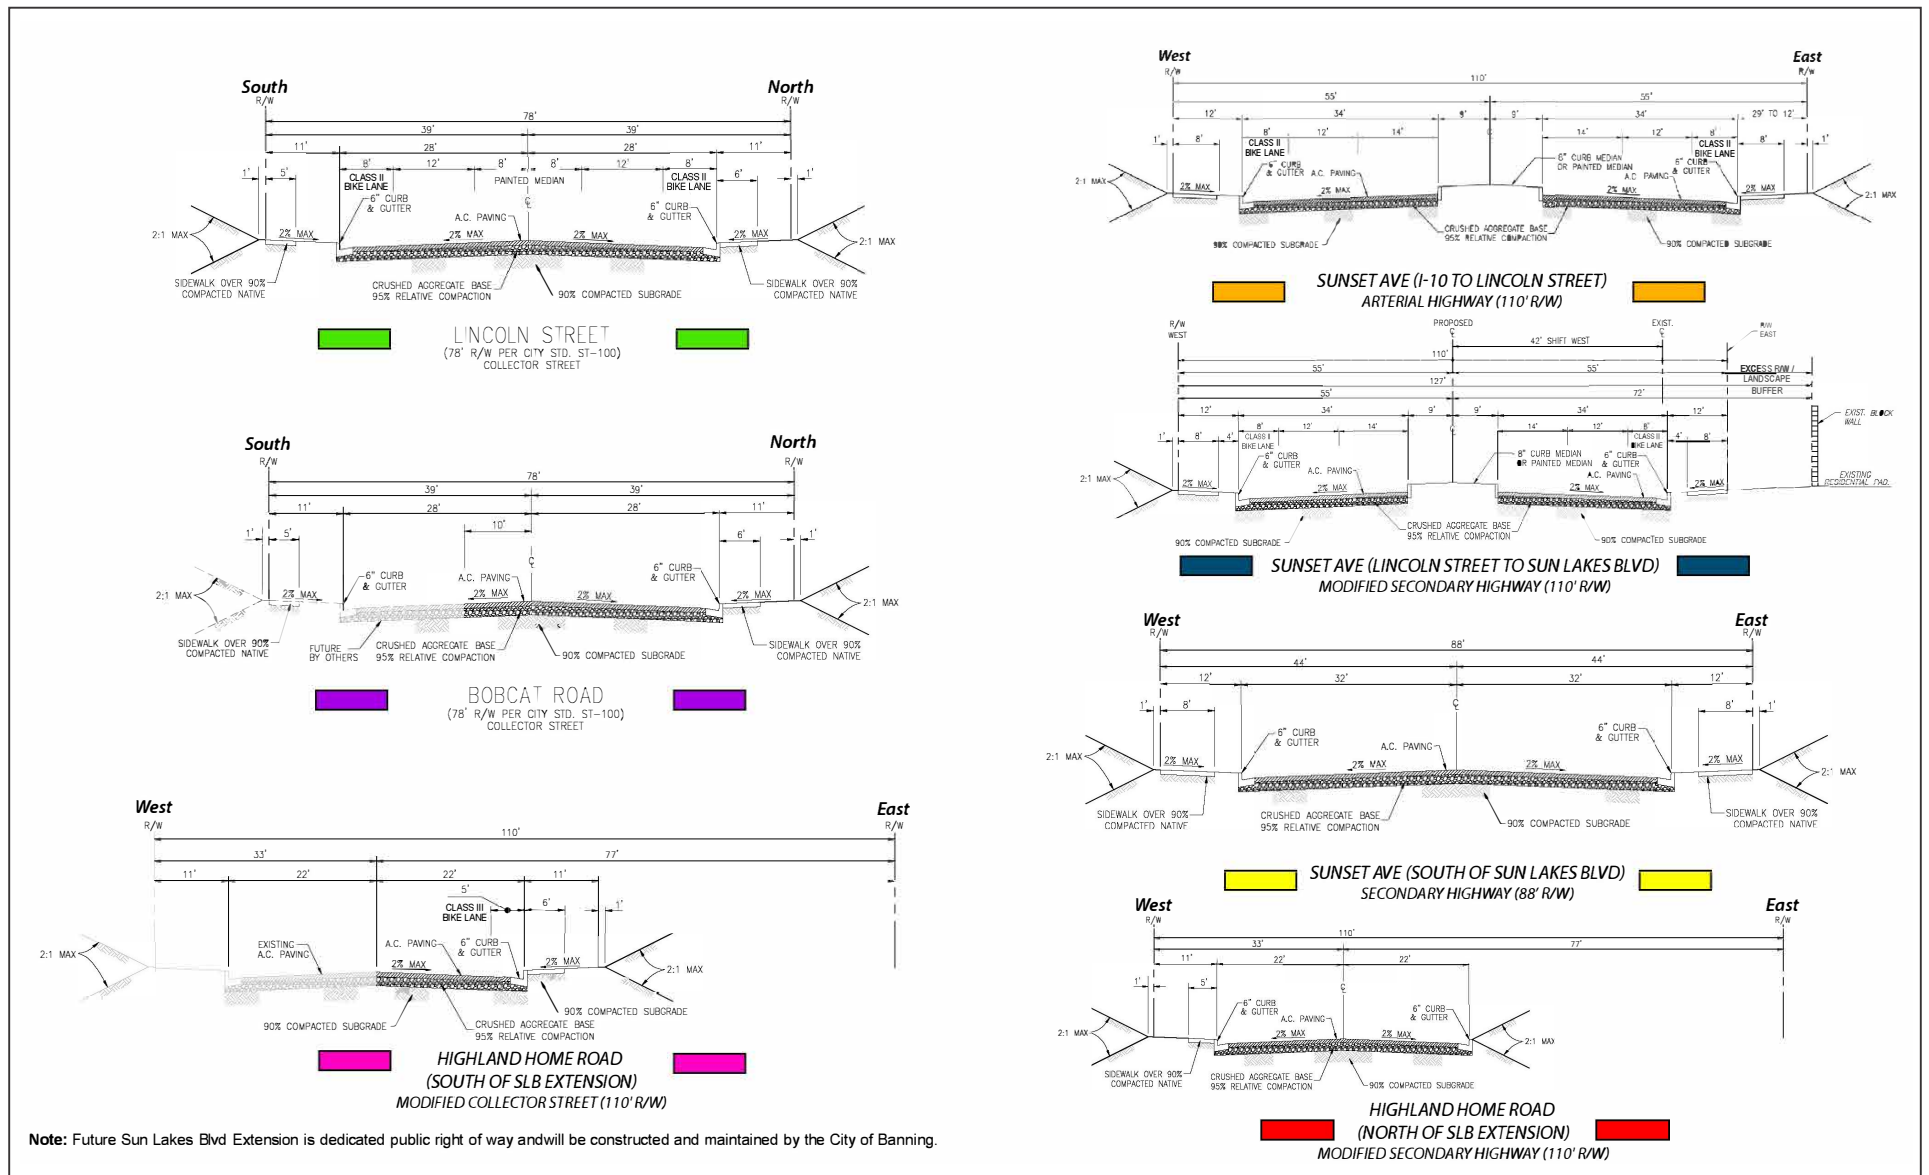 South
R/W
North
R/W
78'
39' 39'
11' 28' 28' 11'
8' 12' 8' 8' 12' 8'
1' 5' 6' 1'
CLASS II
BIKE LANE
PAINTED MEDIAN
CLASS II
BIKE LANE
6" CURB
& GUTTER
A.C. PAVING
6" CURB
& GUTTER
2:1 MAX 2% MAX 2% MAX 2% MAX 2% MAX 2:1 MAX
SIDEWALK OVER 90%
COMPACTED NATIVE
CRUSHED AGGREGATE BASE
95% RELATIVE COMPACTION
90% COMPACTED SUBGRADE
SIDEWALK OVER 90%
COMPACTED NATIVE
LINCOLN STREET
(78' R/W PER CITY STD. ST-100)
COLLECTOR STREET
South
R/W
North
R/W
78'
39' 39'
11' 28' 28' 11'
10'
1' 5' 6' 1'
6" CURB
& GUTTER
A.C. PAVING
6" CURB
& GUTTER
2:1 MAX 2% MAX 2% MAX 2% MAX 2% MAX 2:1 MAX
SIDEWALK OVER 90%
COMPACTED NATIVE
FUTURE
BY OTHERS
CRUSHED AGGREGATE BASE
95% RELATIVE COMPACTION
90% COMPACTED SUBGRADE
SIDEWALK OVER 90%
COMPACTED NATIVE
BOBCAT ROAD
(78' R/W PER CITY STD. ST-100)
COLLECTOR STREET
West
R/W
East
R/W
110'
33' 77'
11' 22' 22' 11'
5'
CLASS III
BIKE LANE
6' 1'
EXISTING
A.C. PAVING
A.C. PAVING
6" CURB
& GUTTER
2:1 MAX 2% MAX 2% MAX 2:1 MAX
90% COMPACTED SUBGRADE
CRUSHED AGGREGATE BASE
95% RELATIVE COMPACTION
90% COMPACTED SUBGRADE
HIGHLAND HOME ROAD
(SOUTH OF SLB EXTENSION)
MODIFIED COLLECTOR STREET (110' R/W)
Note: Future Sun Lakes Blvd Extension is dedicated public right of way andwill be constructed and maintained by the City of Banning.
West
R/W
East
R/W
110'
55' 55'
12' 34' 9' 9' 34' 29' TO 12'
1' 8' 8' 12' 14' 14' 12' 8' 8' 1'
CLASS II
BIKE LANE
6" CURB
& GUTTER
A.C. PAVING
6" CURB MEDIAN
OR PAINTED MEDIAN
A.C. PAVING
CLASS II
BIKE LANE
6" CURB
& GUTTER
2:1 MAX 2% MAX 2% MAX 2% MAX 2% MAX 2:1 MAX
90% COMPACTED SUBGRADE
CRUSHED AGGREGATE BASE
95% RELATIVE COMPACTION
90% COMPACTED SUBGRADE
SUNSET AVE (I-10 TO LINCOLN STREET)
ARTERIAL HIGHWAY (110' R/W)
R/W
WEST
PROPOSED
EXIST.
R/W
EAST
42' SHIFT WEST
110'
55' 55'
EXCESS R/W /
LANDSCAPE
BUFFER
127'
55' 72'
12' 34' 9' 9' 34' 12'
1' 8' 4' 8' 12' 14' 14' 12' 8' 4' 8'
CLASS II
BIKE LANE
CLASS II
BIKE LANE
EXIST. BLOCK
WALL
6" CURB
& GUTTER
A.C. PAVING
8" CURB MEDIAN
OR PAINTED MEDIAN
6" CURB
& GUTTER
A.C. PAVING
2:1 MAX 2% MAX 2% MAX 2% MAX 2% MAX
EXISTING
RESIDENTIAL PAD.
90% COMPACTED SUBGRADE
CRUSHED AGGREGATE BASE
95% RELATIVE COMPACTION
90% COMPACTED SUBGRADE
SUNSET AVE (LINCOLN STREET TO SUN LAKES BLVD)
MODIFIED SECONDARY HIGHWAY (110' R/W)
West
R/W
East
R/W
88'
44' 44'
12' 32' 32' 12'
1' 8' 8' 1'
6" CURB
& GUTTER
A.C. PAVING
6" CURB
& GUTTER
2:1 MAX 2% MAX 2% MAX 2% MAX 2% MAX 2:1 MAX
SIDEWALK OVER 90%
COMPACTED NATIVE
CRUSHED AGGREGATE BASE
95% RELATIVE COMPACTION
90% COMPACTED SUBGRADE
SIDEWALK OVER 90%
COMPACTED NATIVE
SUNSET AVE (SOUTH OF SUN LAKES BLVD)
SECONDARY HIGHWAY (88' R/W)
West
R/W
East
R/W
110'
33' 77'
11' 22' 22'
1' 5'
6" CURB
& GUTTER
A.C. PAVING
6" CURB
& GUTTER
2:1 MAX 2% MAX 2% MAX 2:1 MAX
SIDEWALK OVER 90%
COMPACTED NATIVE
CRUSHED AGGREGATE BASE
95% RELATIVE COMPACTION
90% COMPACTED SUBGRADE
HIGHLAND HOME ROAD
(NORTH OF SLB EXTENSION)
MODIFIED SECONDARY HIGHWAY (110' R/W)